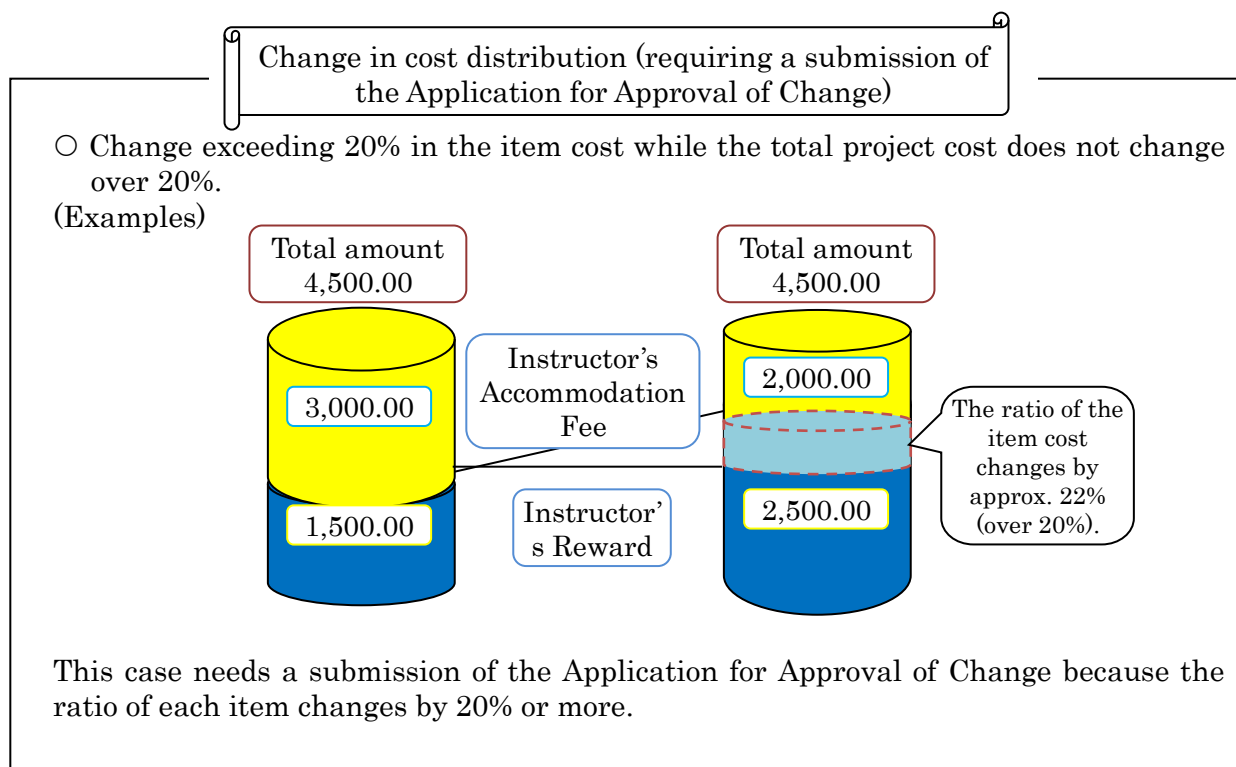 Change in cost distribution (requiring a submission of
the Application for Approval of Change)
○ Change exceeding 20% in the item cost while the total project cost does not change
over 20%.
(Examples)
Total amount
4,500.00
Total amount
4,500.00
3,000.00
Instructor’s
Accommodation
Fee
2,000.00
The ratio of the
item cost
changes by
approx. 22%
(over 20%).
1,500.00
Instructor’
s Reward
2,500.00
This case needs a submission of the Application for Approval of Change because the
ratio of each item changes by 20% or more.